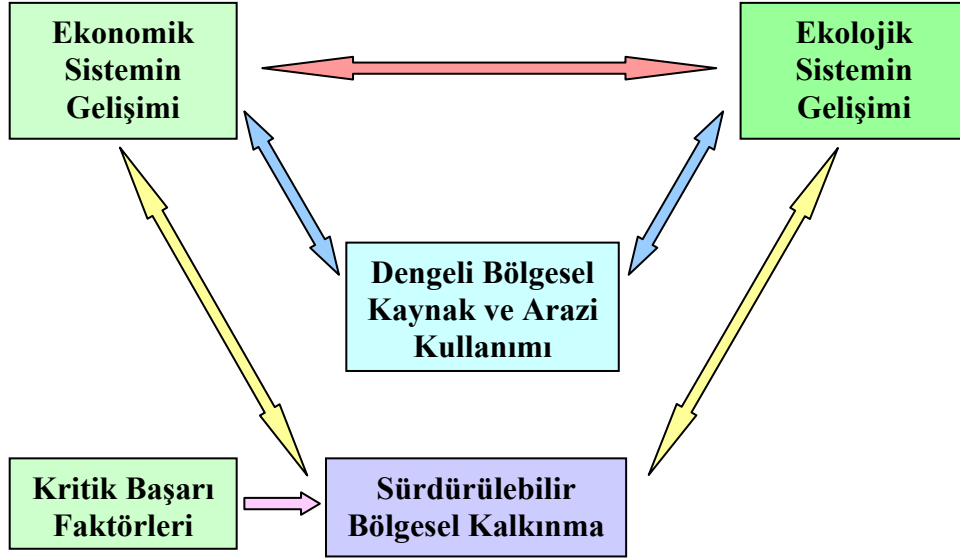 Ekonomik
Sistemin
Gelişimi
Ekolojik
Sistemin
Gelişimi
Dengeli Bölgesel
Kaynak ve Arazi
Kullanımı
Kritik Başarı
Faktörleri
Sürdürülebilir
Bölgesel Kalkınma